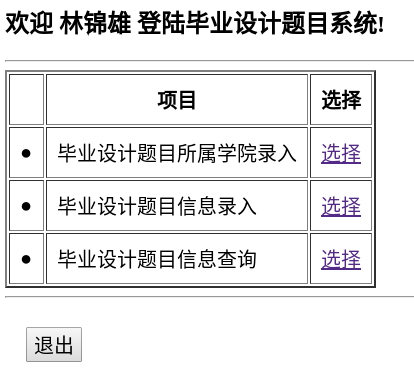 欢迎 林锦雄 登陆毕业设计题目系统!
项目 选择
● 毕业设计题目所属学院录入 选择
● 毕业设计题目信息录入 选择
● 毕业设计题目信息查询 选择
退出